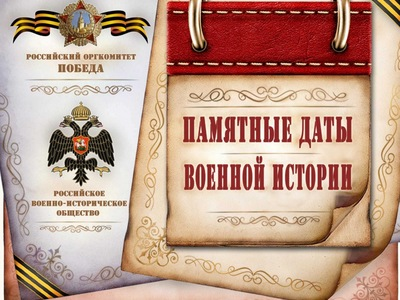 РОССИЙСКИЙ ОРГКОМИТЕТ
ПОБЕДА
РОССИЙСКОЕ
ВОЕННО-ИСТОРИЧЕСКОЕ
ОБЩЕСТВО
ПАМЯТНЫЕ ДАТЫ
ВОЕННОЙ ИСТОРИИ